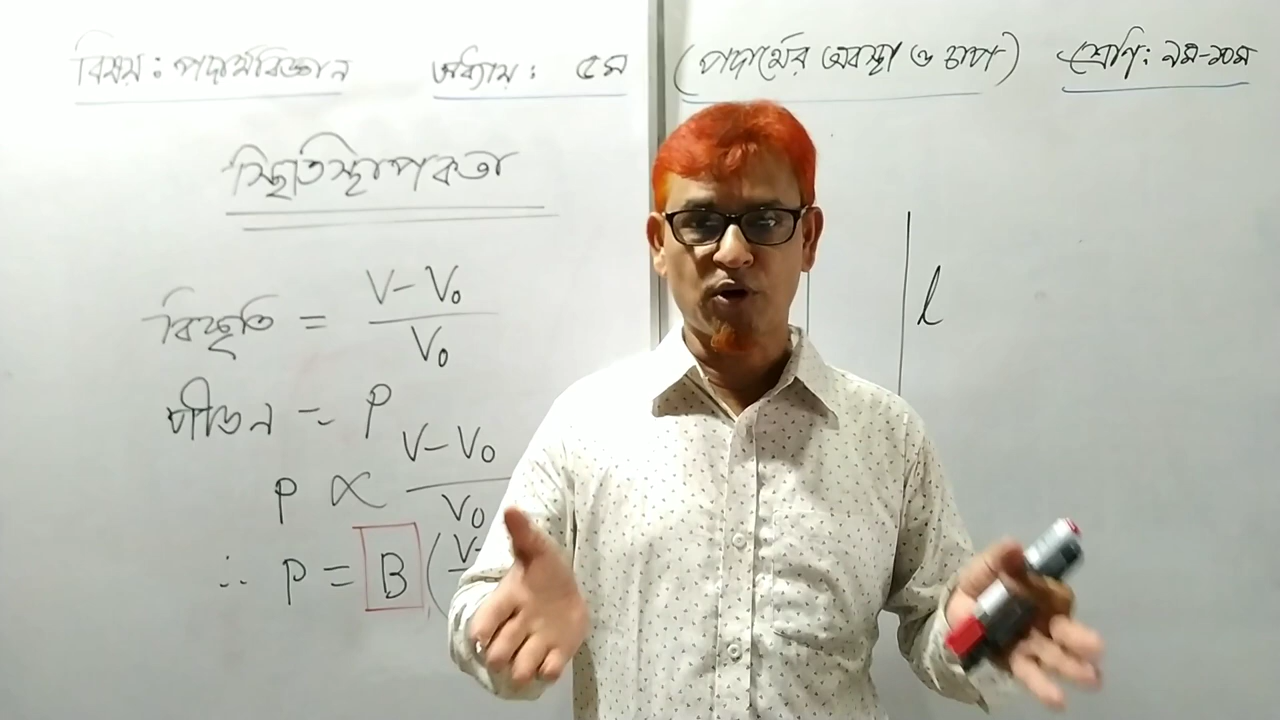 বিষয়: পদার্থবিজ্ঞান অধ্যায়: ৫ম (পদার্থের অবস্থা ও চাপ) শ্রেণি: ৯ম-১০ম
স্থিতিস্থাপকতা
বিকৃতি = V-V₀ / V₀
পীড়ন = P
P ∝ V-V₀ / V₀
∴ P = B (V-
l